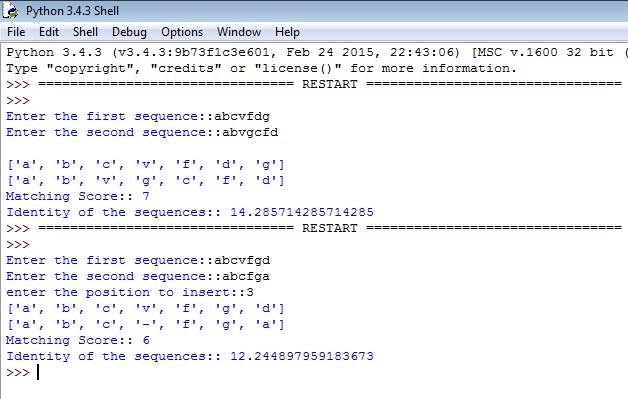 Python 3.4.3 Shell
File Edit Shell Debug Options Window Help
Python 3.4.3 (v3.4.3:9b73f1c3e601, Feb 24 2015, 22:43:06) [MSC v.1600 32 bit (
Type "copyright", "credits" or "license()" for more information.
>>> ================================ RESTART ================================
>>>
Enter the first sequence::abcvfdg
Enter the second sequence::abvgcfd
['a', 'b', 'c', 'v', 'f', 'd', 'g']
['a', 'b', 'v', 'g', 'c', 'f', 'd']
Matching Score:: 7
Identity of the sequences:: 14.285714285714285
>>> ================================ RESTART ================================
>>>
Enter the first sequence::abcvfgd
Enter the second sequence::abcfga
enter the position to insert::3
['a', 'b', 'c', 'v', 'f', 'g', 'd']
['a', 'b', 'c', '-', 'f', 'g', 'a']
Matching Score:: 6
Identity of the sequences:: 12.244897959183673
>>>